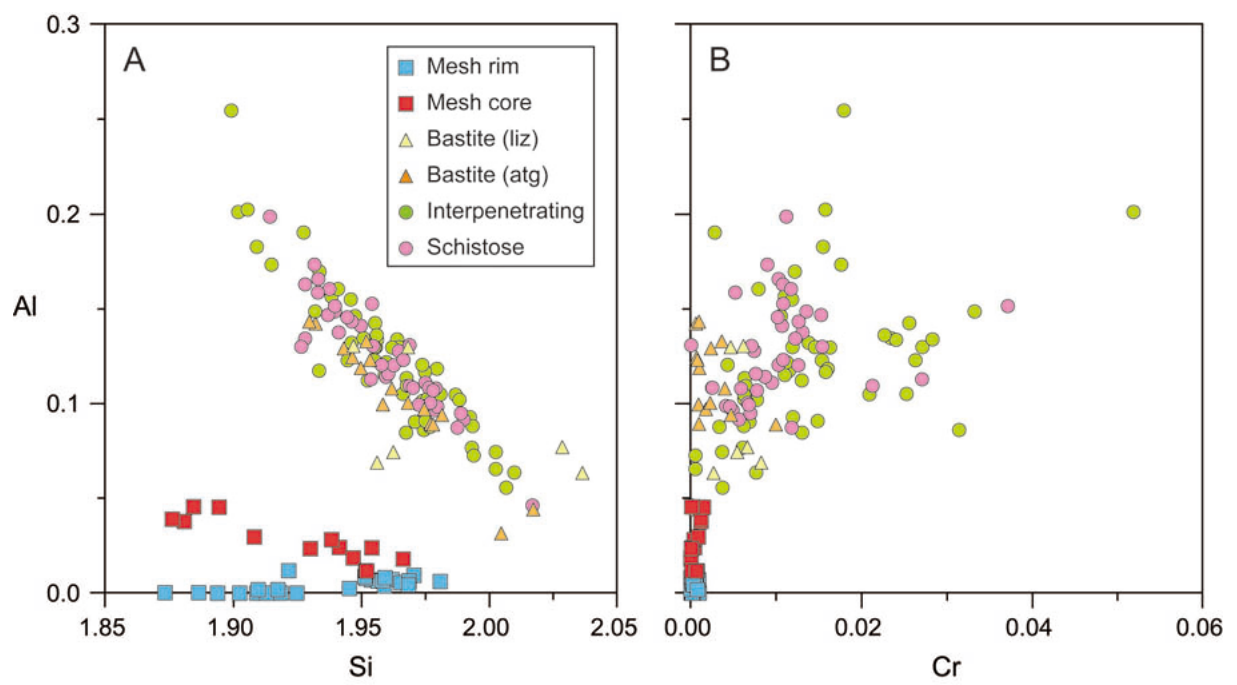 0.3
A
B
Mesh rim
Mesh core
Bastite (liz)
Bastite (atg)
Interpenetrating
Schistose
0.2
Al
0.1
0.0
1.85 1.90 1.95 2.00 2.05
0.00 0.02 0.04 0.06
Si
Cr